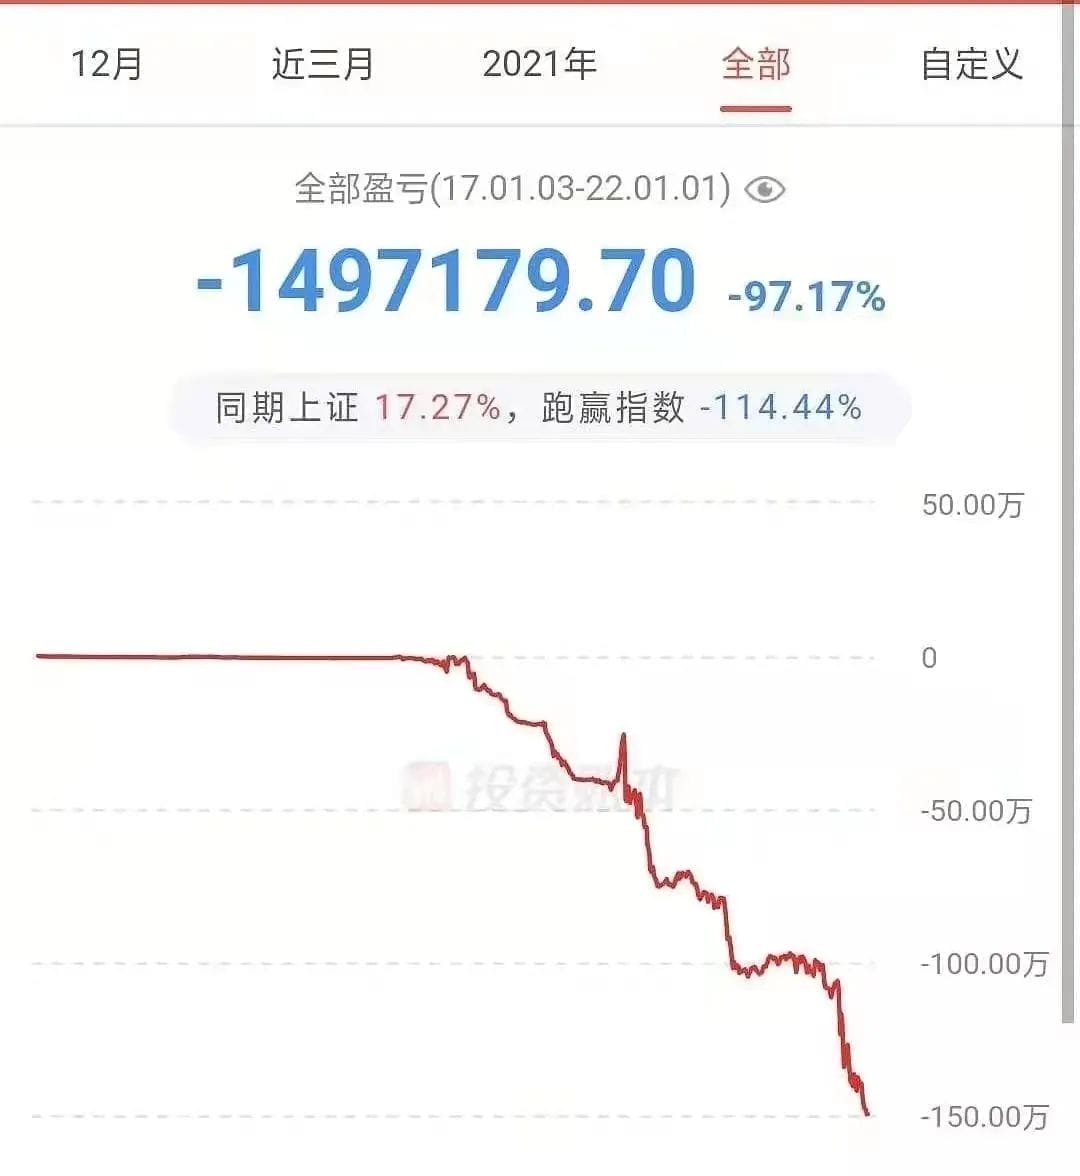 12月 近三月 2021年 全部 自定义
全部盈亏(17.01.03-22.01.01)
-1497179.70 -97.17%
同期上证 17.27%，跑赢指数 -114.44%
50.00万
0
投资账本
-50.00万
-100.00万
-150.00万